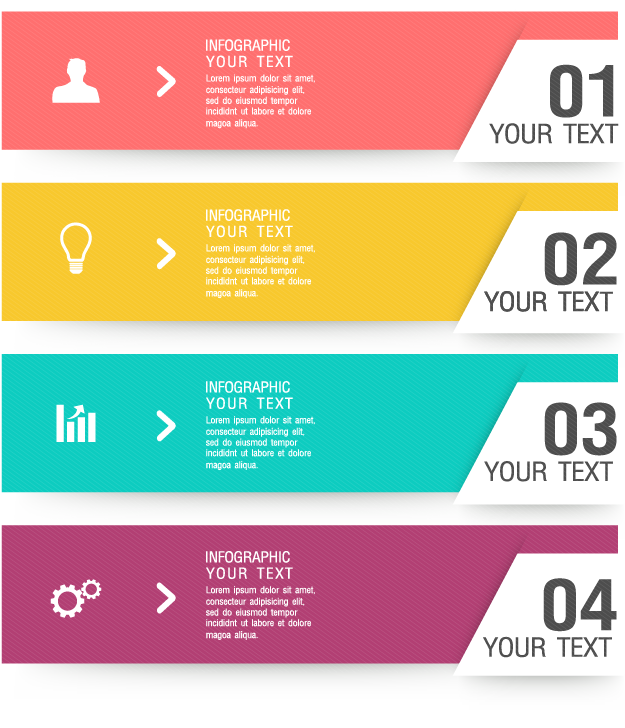 INFOGRAPHIC
YOUR TEXT
Lorem ipsum dolor sit amet,
consecteur adipisicing elit,
sed do eiusmod tempor
incididnt ut labore et dolore
magoa aliqua.
01
YOUR TEXT
INFOGRAPHIC
YOUR TEXT
Lorem ipsum dolor sit amet,
consecteur adipisicing elit,
sed do eiusmod tempor
incididnt ut labore et dolore
magoa aliqua.
02
YOUR TEXT
INFOGRAPHIC
YOUR TEXT
Lorem ipsum dolor sit amet,
consecteur adipisicing elit,
sed do eiusmod tempor
incididnt ut labore et dolore
magoa aliqua.
03
YOUR TEXT
INFOGRAPHIC
YOUR TEXT
Lorem ipsum dolor sit amet,
consecteur adipisicing elit,
sed do eiusmod tempor
incididnt ut labore et dolore
magoa aliqua.
04
YOUR TEXT